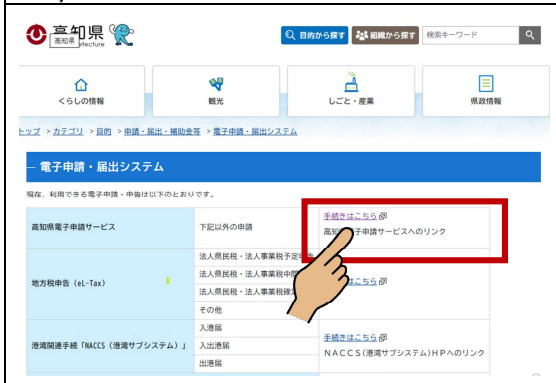 高知県
高知県 efecture
目的から探す 組織から探す 検索キーワード
くらしの情報 観光 しごと・産業 県政情報
トップ > カテゴリ > 目的 > 申請・届出・補助金等 > 電子申請・届出システム
電子申請・届出システム
現在、利用できる電子申請・申告は以下のとおりです。
高知県電子申請サービス 下記以外の申請 手続きはこちら
高知 子申請サービスへのリンク
地方税申告(eL-Tax)
法人県民税・法人事業税予定申告
法人県民税・法人事業税中間
法人県民税・法人事業税確
その他
はこちら
港湾関連手続「NACCS(港湾サブシステム)」
入港届
入出港届
出港届
手続きはこちら
NACCS(港湾サブシステム)HPへのリンク